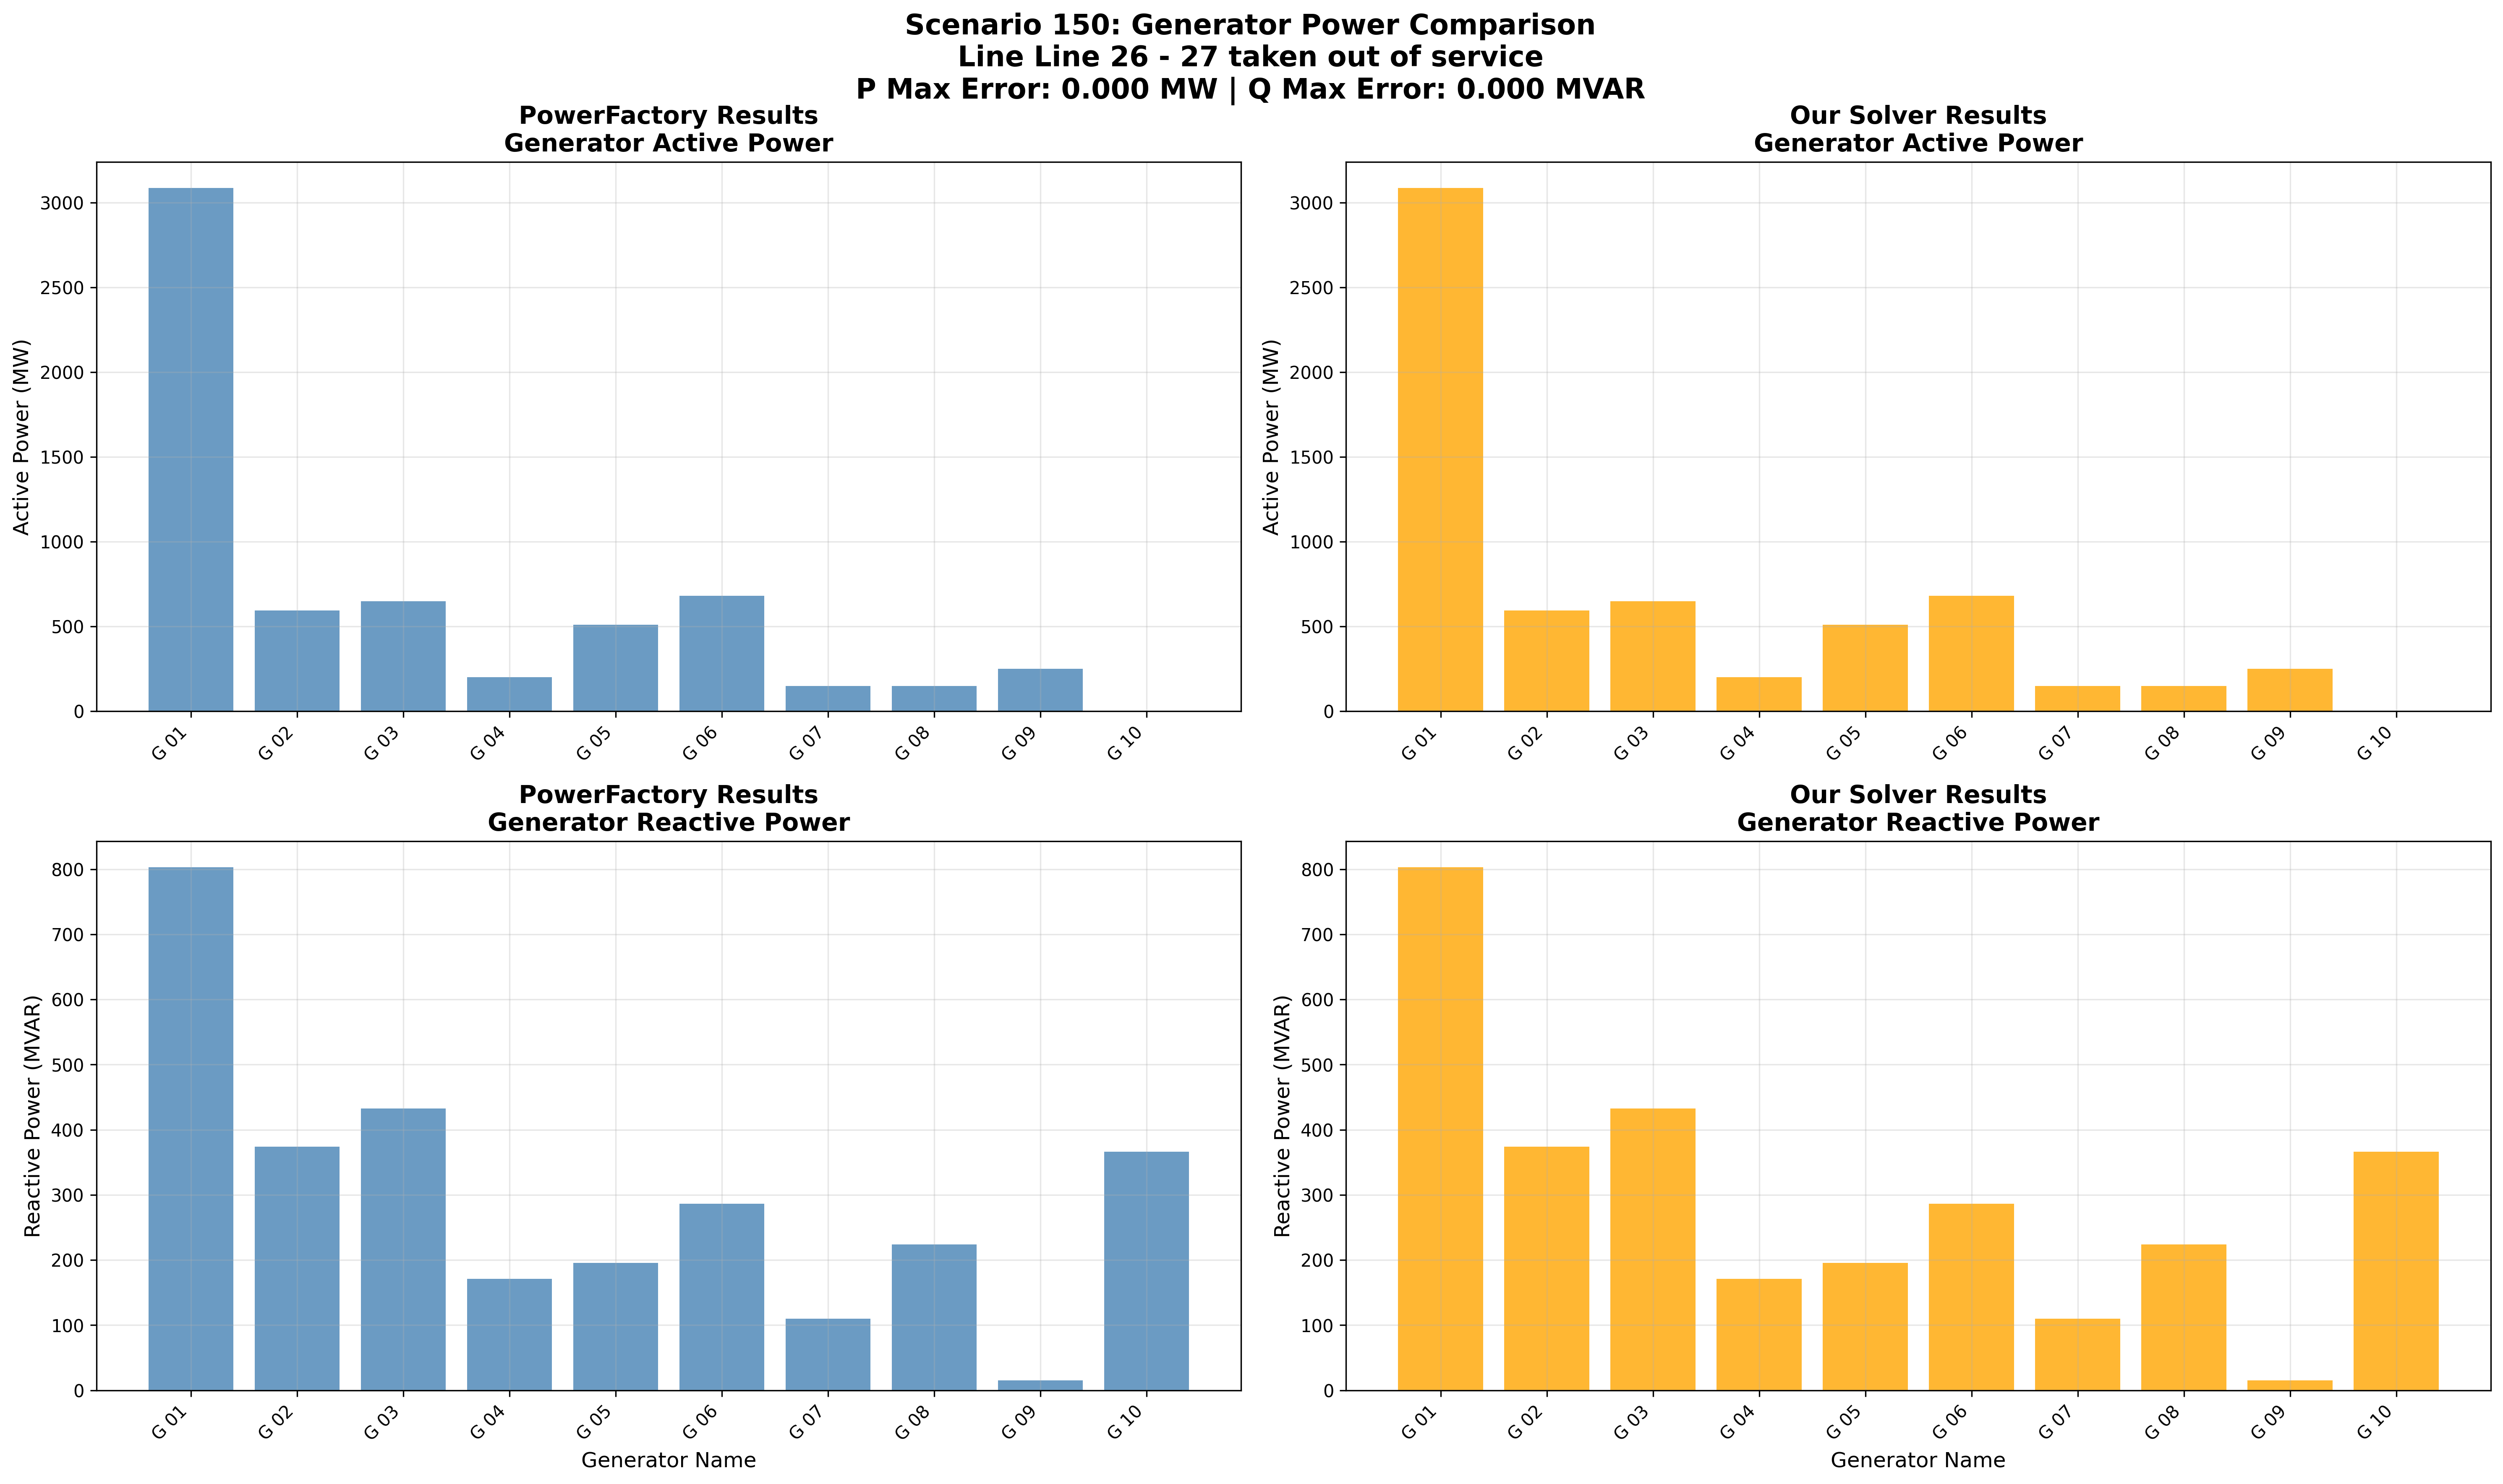 Scenario 150: Generator Power Comparison
Line Line 26 - 27 taken out of service
P Max Error: 0.000 MW | Q Max Error: 0.000 MVAR
PowerFactory Results
Generator Active Power
Active Power (MW)
3000
2500
2000
1500
1000
500
0
G 01
G 02
G 03
G 04
G 05
G 06
G 07
G 08
G 09
G 10
Our Solver Results
Generator Active Power
Active Power (MW)
3000
2500
2000
1500
1000
500
0
G 01
G 02
G 03
G 04
G 05
G 06
G 07
G 08
G 09
G 10
PowerFactory Results
Generator Reactive Power
Reactive Power (MVAR)
800
700
600
500
400
300
200
100
0
G 01
G 02
G 03
G 04
G 05
G 06
G 07
G 08
G 09
G 10
Generator Name
Our Solver Results
Generator Reactive Power
Reactive Power (MVAR)
800
700
600
500
400
300
200
100
0
G 01
G 02
G 03
G 04
G 05
G 06
G 07
G 08
G 09
G 10
Generator Name